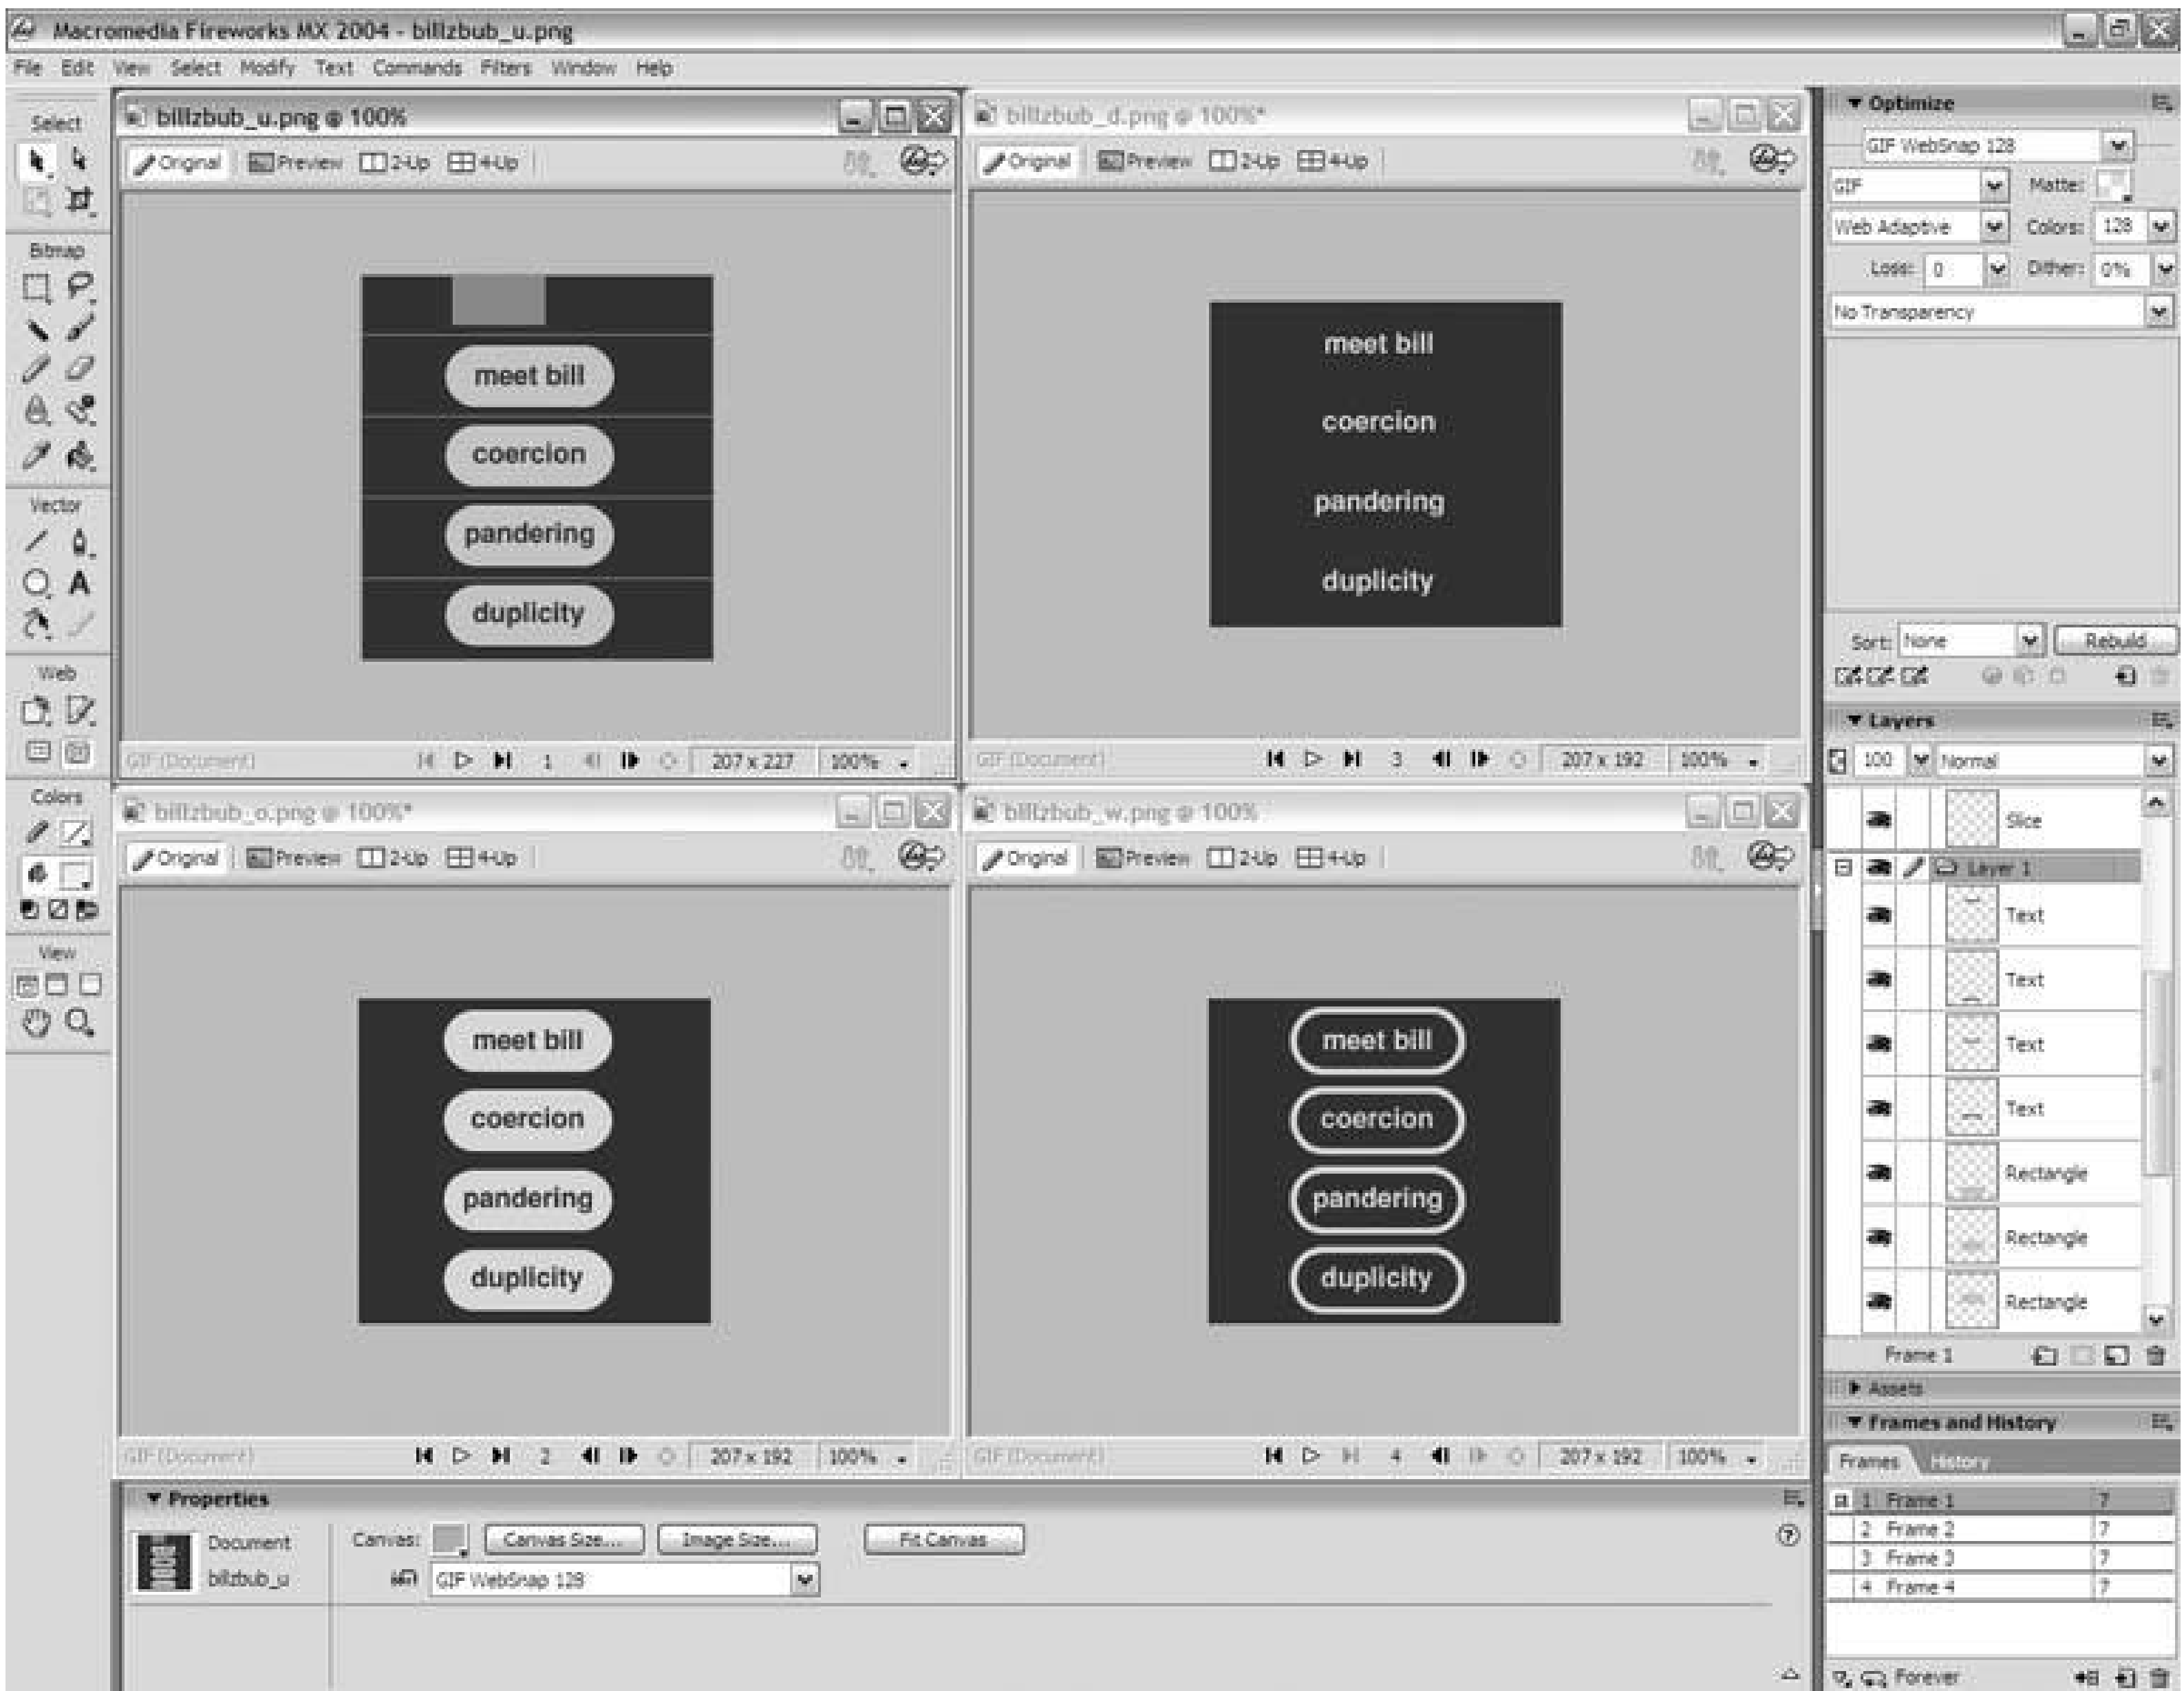 Macromedia Fireworks MX 2004 - billzbub_u.png
File Edit View Select Modify Text Commands Filters Window Help
Select
Bitmap
Vector
Web
Colors
View
billzbub_u.png @ 100%
Original Preview 2-Up 4-Up
meet bill
coercion
pandering
duplicity
GIF (Document) 1 207 x 227 100%
billzbub_d.png @ 100%*
Original Preview 2-Up 4-Up
meet bill
coercion
pandering
duplicity
GIF (Document) 3 207 x 192 100%
billzbub_o.png @ 100%*
Original Preview 2-Up 4-Up
meet bill
coercion
pandering
duplicity
GIF (Document) 2 207 x 192 100%
billzbub_w.png @ 100%
Original Preview 2-Up 4-Up
meet bill
coercion
pandering
duplicity
GIF (Document) 4 207 x 192 100%
Properties
Document
billzbub_u
Canvas: Canvas Size... Image Size... Fit Canvas
GIF WebSnap 128
Optimize
GIF WebSnap 128
GIF Matte:
Web Adaptive Colors: 128
Loss: 0 Dither: 0%
No Transparency
Sort: None Rebuild
Layers
100 Normal
Slice
Layer 1
Text
Text
Text
Text
Rectangle
Rectangle
Rectangle
Frame 1
Assets
Frames and History
Frames History
1 Frame 1 7
2 Frame 2 7
3 Frame 3 7
4 Frame 4 7
Forever